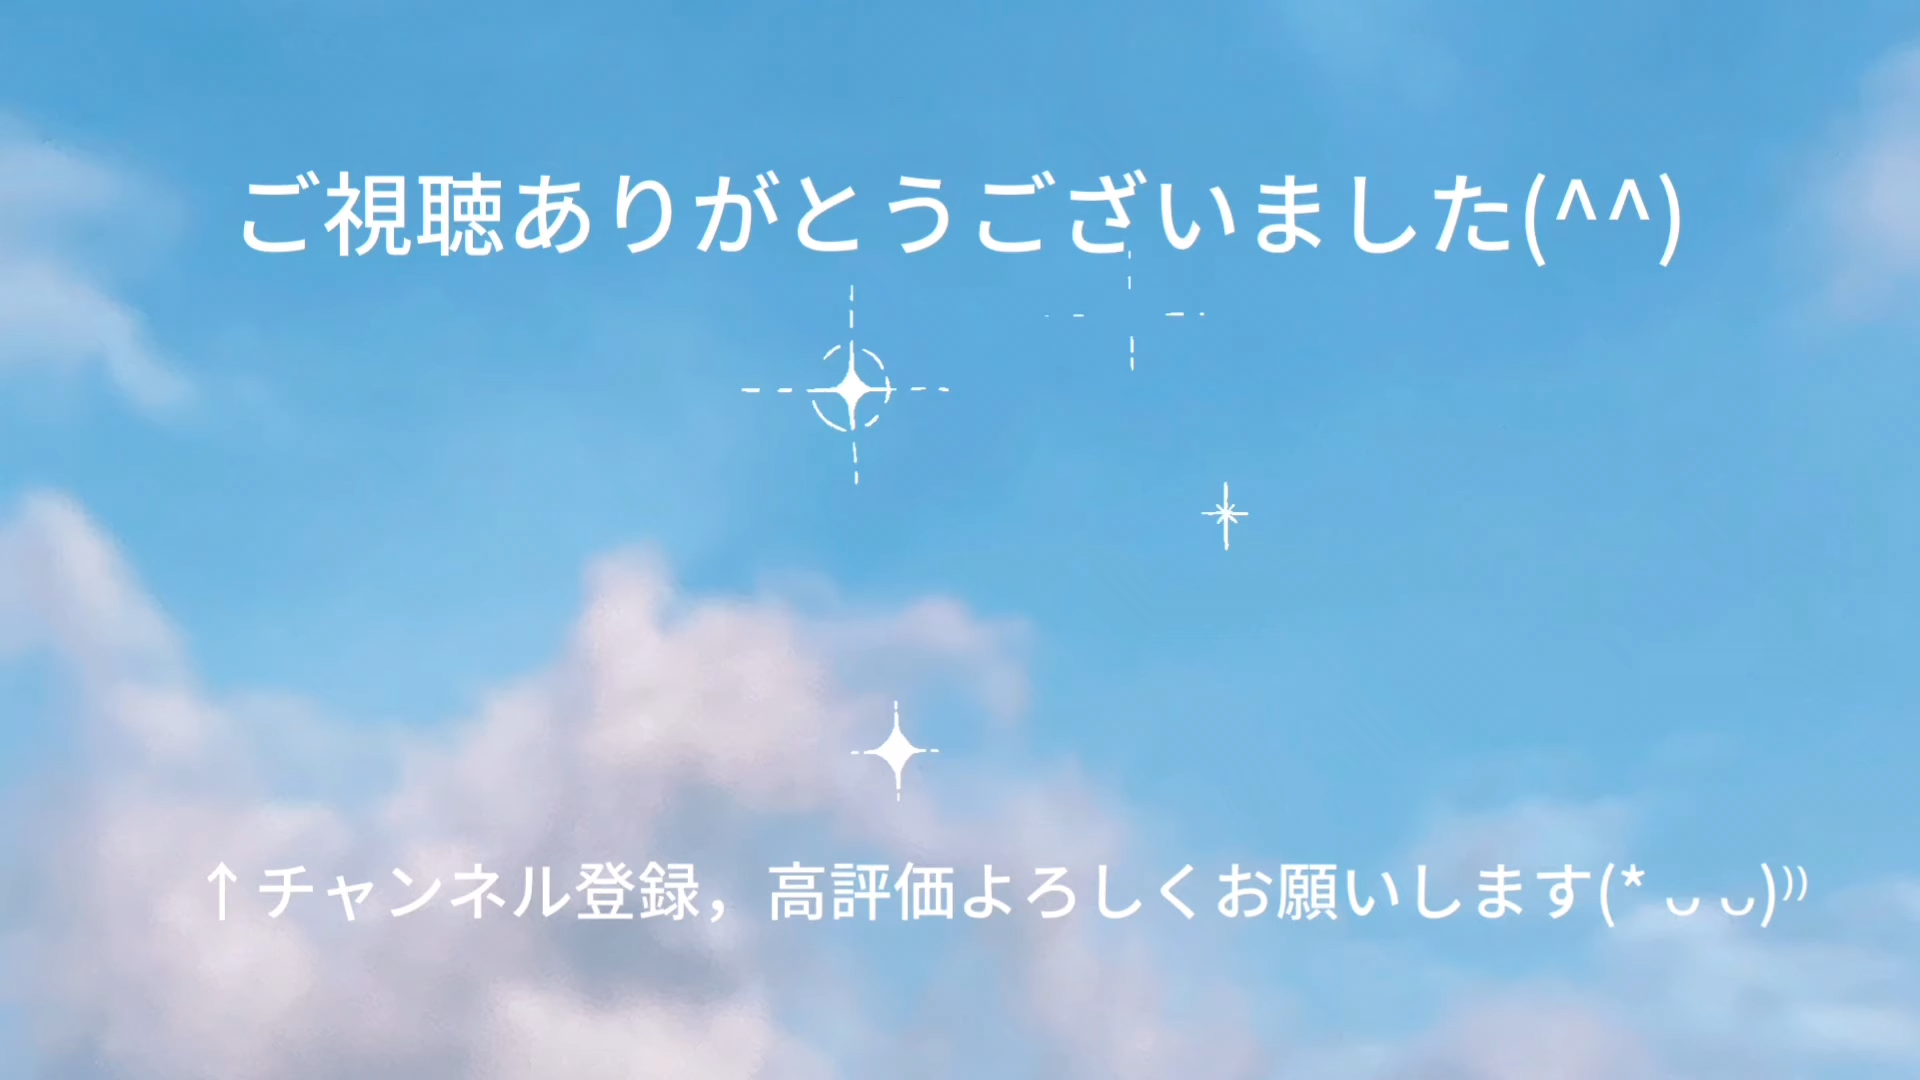 ご視聴ありがとうございました(^^)
↑チャンネル登録，高評価よろしくお願いします(* ᴗ ᴗ)⁾⁾